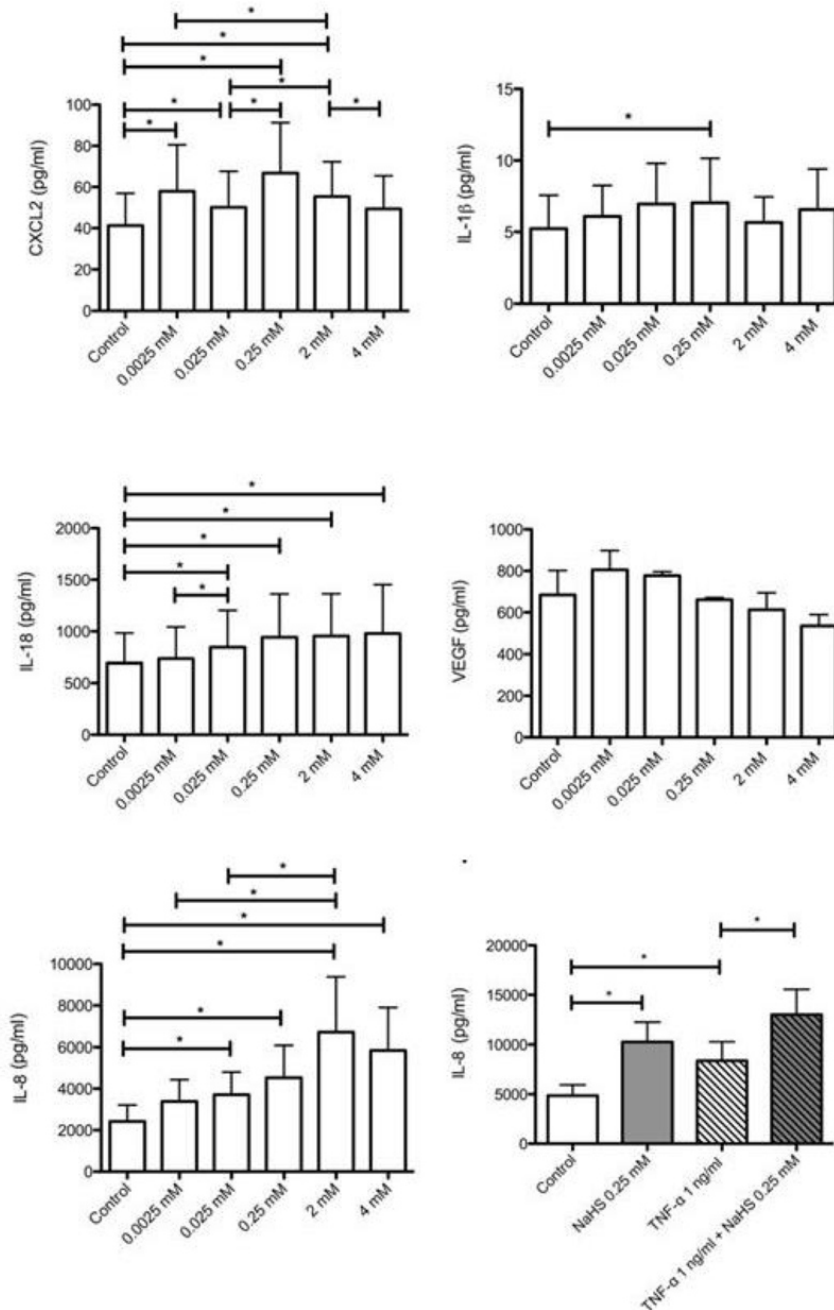 CXCL2 (pg/ml)
100
80
60
40
20
0
Control
0.0025 mM
0.025 mM
0.25 mM
2 mM
4 mM
*
*
*
*
*
*
*
*
IL-1β (pg/ml)
15
10
5
0
Control
0.0025 mM
0.025 mM
0.25 mM
2 mM
4 mM
*
IL-18 (pg/ml)
2000
1500
1000
500
0
Control
0.0025 mM
0.025 mM
0.25 mM
2 mM
4 mM
*
*
*
*
*
VEGF (pg/ml)
1000
800
600
400
200
0
Control
0.0025 mM
0.025 mM
0.25 mM
2 mM
4 mM
IL-8 (pg/ml)
10000
8000
6000
4000
2000
0
Control
0.0025 mM
0.025 mM
0.25 mM
2 mM
4 mM
*
*
*
*
*
*
IL-8 (pg/ml)
20000
15000
10000
5000
0
Control
NaHS 0.25 mM
TNF-α 1 ng/ml
TNF-α 1 ng/ml + NaHS 0.25 mM
*
*
*